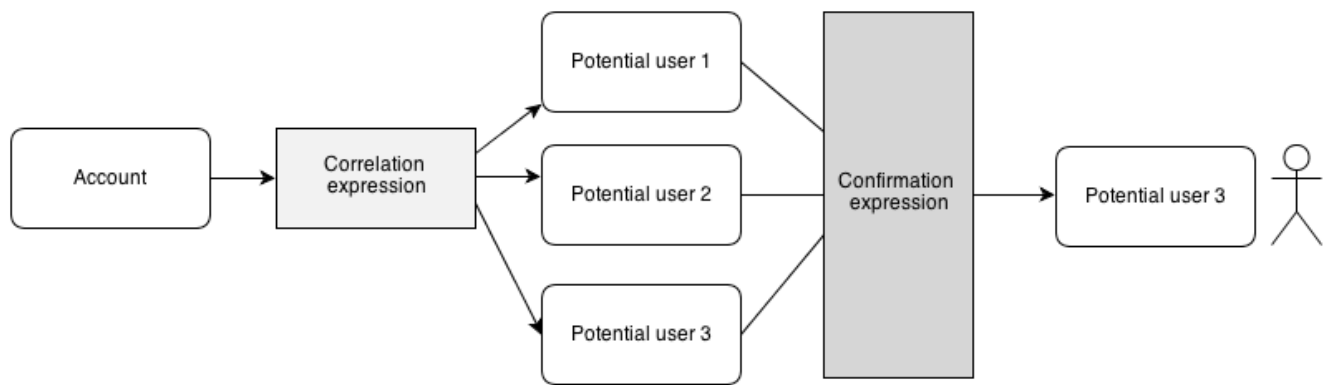 Account
Correlation
expression
Potential user 1
Potential user 2
Potential user 3
Confirmation
expression
Potential user 3